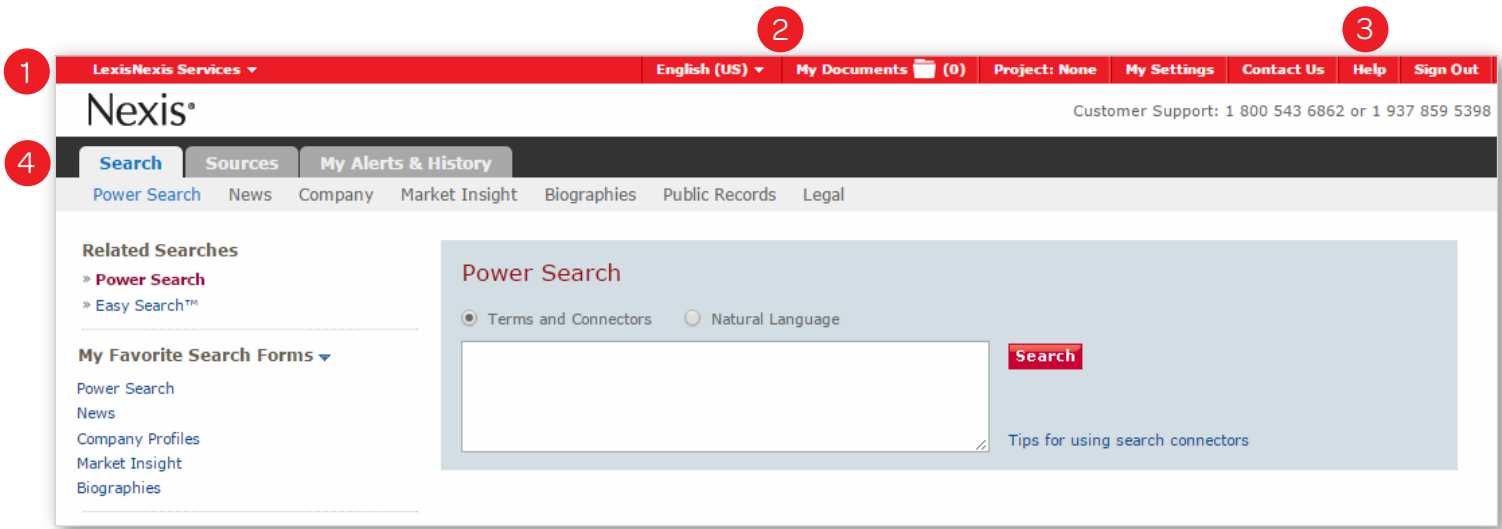 2
3
1
LexisNexis Services
English (US)
My Documents (0)
Project: None
My Settings
Contact Us
Help
Sign Out
Nexis®
Customer Support: 1 800 543 6862 or 1 937 859 5398
4
Search
Sources
My Alerts & History
Power Search
News
Company
Market Insight
Biographies
Public Records
Legal
Related Searches
» Power Search
» Easy Search™
My Favorite Search Forms
Power Search
News
Company Profiles
Market Insight
Biographies
Power Search
Terms and Connectors
Natural Language
Search
Tips for using search connectors